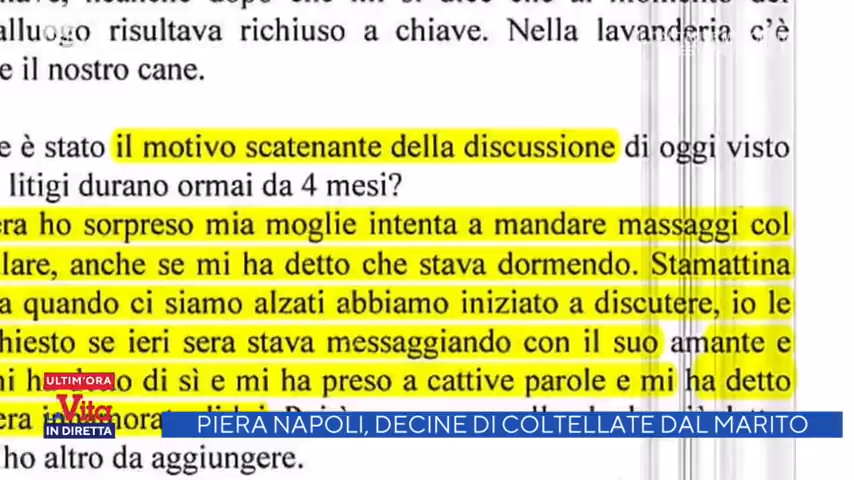 alluogo risultava richiuso a chiave. Nella lavanderia c'è
e il nostro cane.
e è stato il motivo scatenante della discussione di oggi visto
litigi durano ormai da 4 mesi?
era ho sorpreso mia moglie intenta a mandare massaggi col
lare, anche se mi ha detto che stava dormendo. Stamattina
a quando ci siamo alzati abbiamo iniziato a discutere, io le
hiesto se ieri sera stava messaggiando con il suo amante e
di sì e mi ha preso a cattive parole e mi ha detto
era
ho altro da aggiungere.
ULTIM'ORA
Vita
IN DIRETTA
PIERA NAPOLI, DECINE DI COLTELLATE DAL MARITO